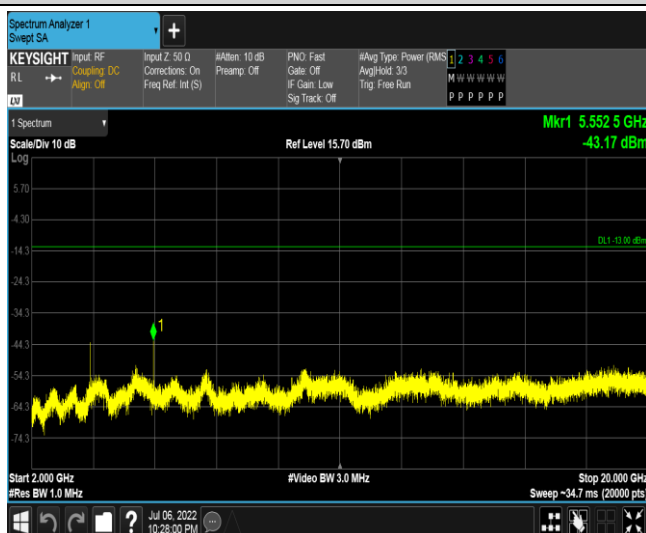 Spectrum Analyzer 1
Swept SA
+
KEYSIGHT
RL
Input: RF
Coupling: DC
Align: Off
Input Z: 50 Ω
Corrections: On
Freq Ref: Int (S)
#Atten: 10 dB
Preamp: Off
PNO: Fast
Gate: Off
IF Gain: Low
Sig Track: Off
#Avg Type: Power (RMS
Avg|Hold: 3/3
Trig: Free Run
1 2 3 4 5 6
M W W W W W
P P P P P P
LXI
1 Spectrum
Mkr1 5.552 5 GHz
Scale/Div 10 dB
Ref Level 15.70 dBm
-43.17 dBm
Log
5.70
-4.30
DL1 -13.00 dBm
-14.3
-24.3
-34.3
1
-44.3
-54.3
-64.3
-74.3
Start 2.000 GHz
#Video BW 3.0 MHz
Stop 20.000 GHz
#Res BW 1.0 MHz
Sweep ~34.7 ms (20000 pts)
?
Jul 06, 2022
10:28:00 PM